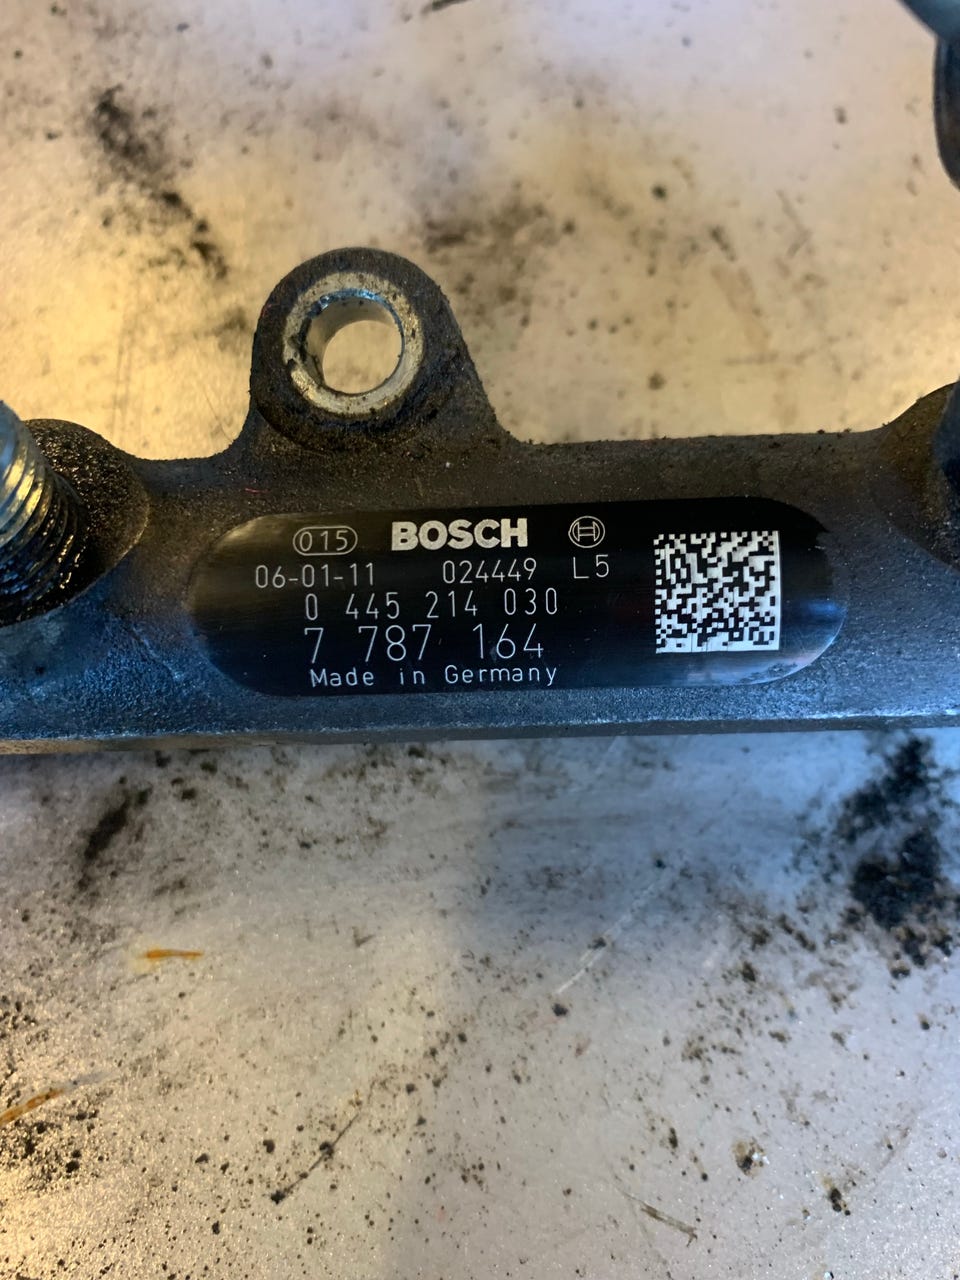 015 BOSCH
06-01-11 024449 L5
0 445 214 030
7 787 164
Made in Germany